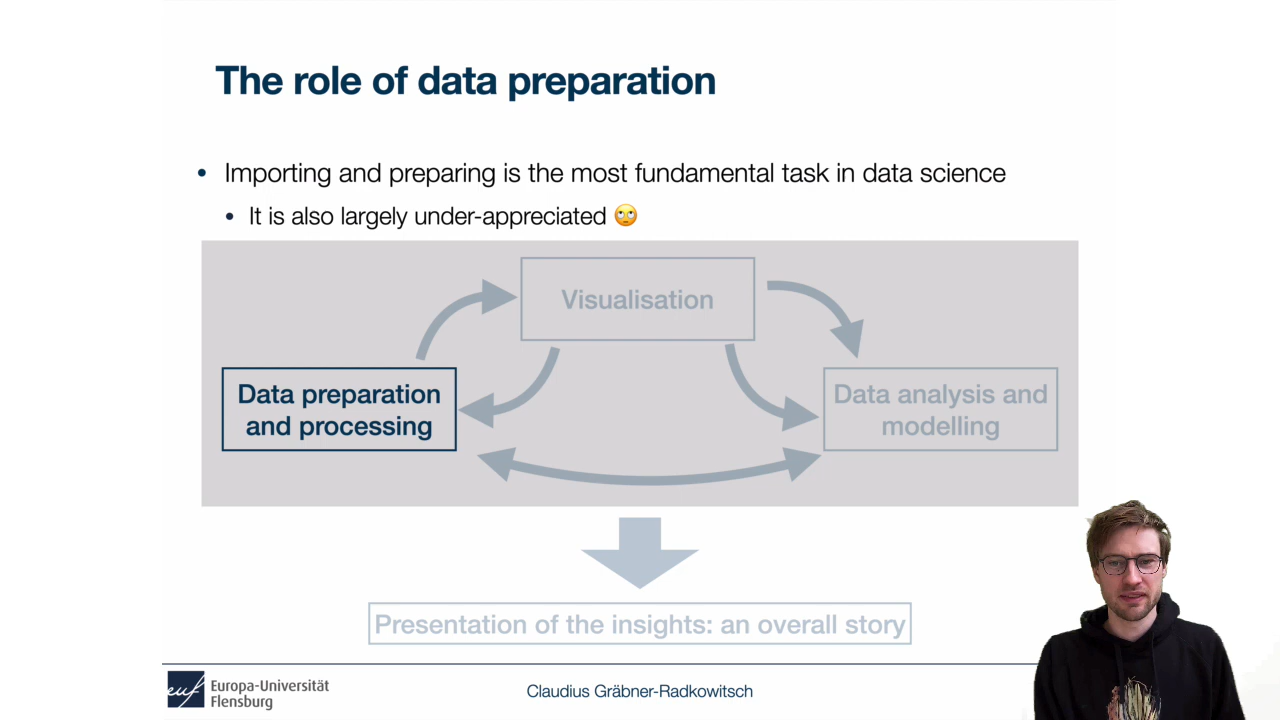 The role of data preparation
• Importing and preparing is the most fundamental task in data science
• It is also largely under-appreciated 🙄
Visualisation
Data preparation
and processing
Data analysis and
modelling
Presentation of the insights: an overall story
euf
Europa-Universität
Flensburg
Claudius Gräbner-Radkowitsch